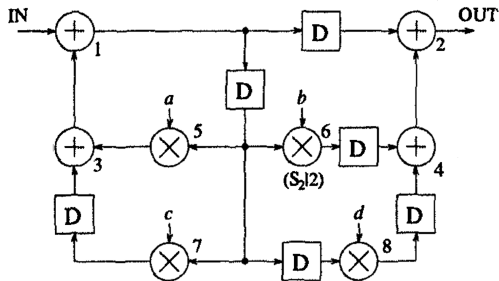 IN
OUT
+
1
D
+
2
D
a
b
+
3
×
5
×
6
D
+
4
(S₂|2)
D
c
d
D
×
7
D
×
8